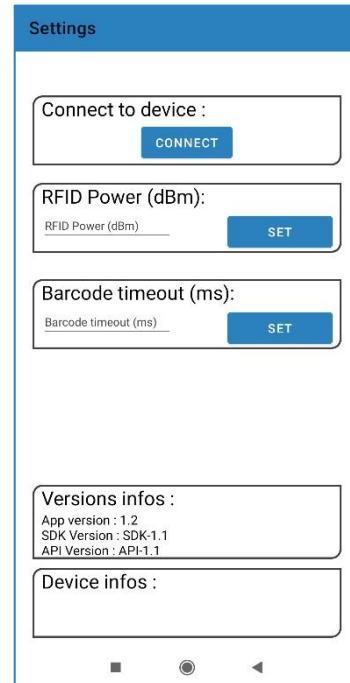 Settings
Connect to device :
CONNECT
RFID Power (dBm):
RFID Power (dBm)
SET
Barcode timeout (ms):
Barcode timeout (ms)
SET
Versions infos :
App version : 1.2
SDK Version : SDK-1.1
API Version : API-1.1
Device infos :